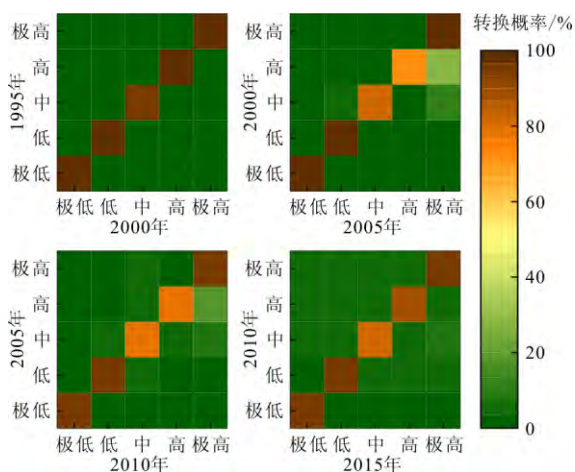 转换概率/%
极高
高
中
低
极低
1995年
极低 低 中 高 极高
2000年
极高
高
中
低
极低
2000年
极低 低 中 高 极高
2005年
极高
高
中
低
极低
2005年
极低 低 中 高 极高
2010年
极高
高
中
低
极低
2010年
极低 低 中 高 极高
2015年
100
80
60
40
20
0